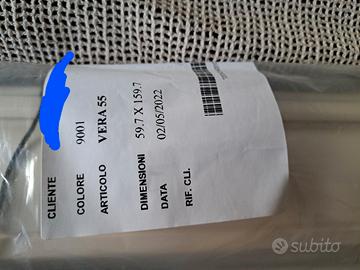 CLIENTE
COLORE 9001
ARTICOLO VERA 55
DIMENSIONI 59.7 X 159.7
DATA 02/05/2022
RIF. CLI.
subito